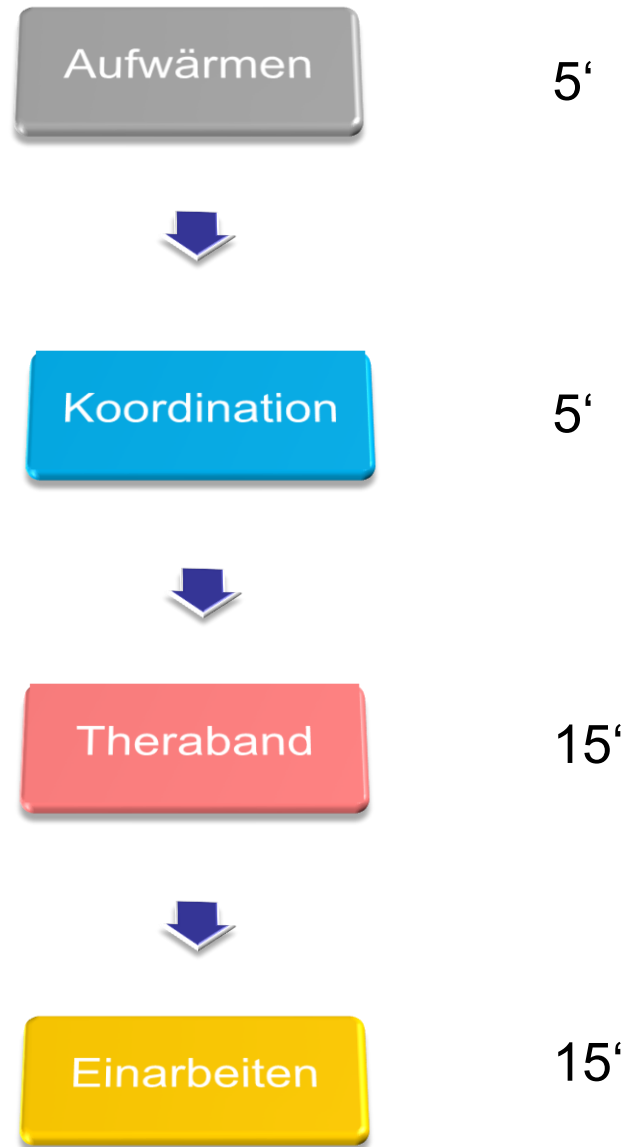 Aufwärmen 5‘
Koordination 5‘
Theraband 15‘
Einarbeiten 15‘